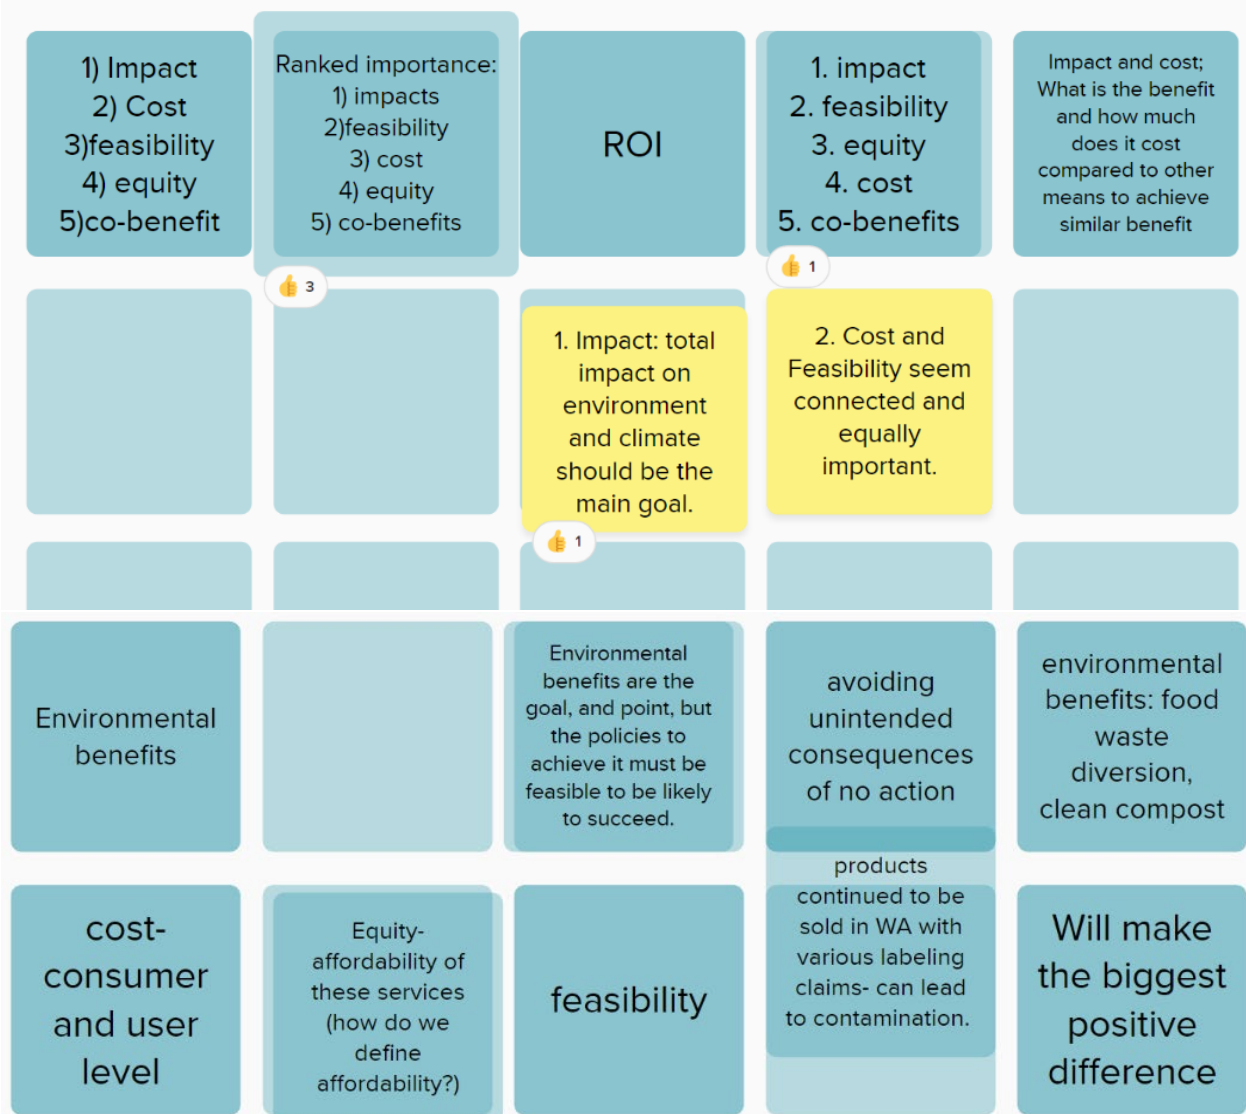 1) Impact
2) Cost
3)feasibility
4) equity
5)co-benefit
Ranked importance:
1) impacts
2)feasibility
3) cost
4) equity
5) co-benefits
👍 3
ROI
1. impact
2. feasibility
3. equity
4. cost
5. co-benefits
👍 1
Impact and cost;
What is the benefit
and how much
does it cost
compared to other
means to achieve
similar benefit
1. Impact: total
impact on
environment
and climate
should be the
main goal.
👍 1
2. Cost and
Feasibility seem
connected and
equally
important.
Environmental
benefits
Environmental
benefits are the
goal, and point, but
the policies to
achieve it must be
feasible to be likely
to succeed.
avoiding
unintended
consequences
of no action
environmental
benefits: food
waste
diversion,
clean compost
cost-
consumer
and user
level
Equity-
affordability of
these services
(how do we
define
affordability?)
feasibility
products
continued to be
sold in WA with
various labeling
claims- can lead
to contamination.
Will make
the biggest
positive
difference